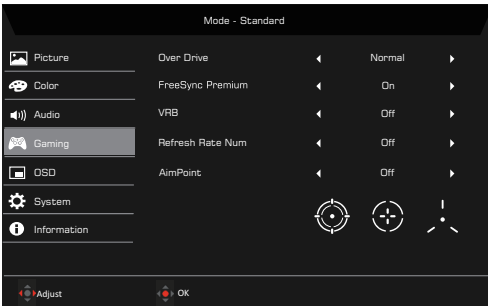 Mode - Standard
Picture
Over Drive Normal
Color
FreeSync Premium On
Audio
VRB Off
Gaming
Refresh Rate Num Off
OSD
AimPoint Off
System
Information
Adjust OK